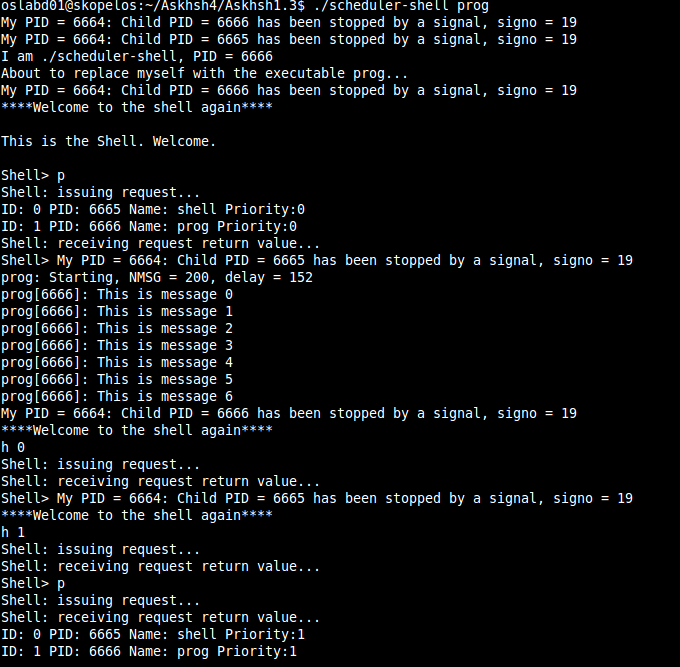 oslabd01@skopelos:~/Askhsh4/Askhsh1.3$ ./scheduler-shell prog
My PID = 6664: Child PID = 6666 has been stopped by a signal, signo = 19
My PID = 6664: Child PID = 6665 has been stopped by a signal, signo = 19
I am ./scheduler-shell, PID = 6666
About to replace myself with the executable prog...
My PID = 6664: Child PID = 6666 has been stopped by a signal, signo = 19
****Welcome to the shell again****
This is the Shell. Welcome.
Shell> p
Shell: issuing request...
ID: 0 PID: 6665 Name: shell Priority:0
ID: 1 PID: 6666 Name: prog Priority:0
Shell: receiving request return value...
Shell> My PID = 6664: Child PID = 6665 has been stopped by a signal, signo = 19
prog: Starting, NMSG = 200, delay = 152
prog[6666]: This is message 0
prog[6666]: This is message 1
prog[6666]: This is message 2
prog[6666]: This is message 3
prog[6666]: This is message 4
prog[6666]: This is message 5
prog[6666]: This is message 6
My PID = 6664: Child PID = 6666 has been stopped by a signal, signo = 19
****Welcome to the shell again****
h 0
Shell: issuing request...
Shell: receiving request return value...
Shell> My PID = 6664: Child PID = 6665 has been stopped by a signal, signo = 19
****Welcome to the shell again****
h 1
Shell: issuing request...
Shell: receiving request return value...
Shell> p
Shell: issuing request...
Shell: receiving request return value...
ID: 0 PID: 6665 Name: shell Priority:1
ID: 1 PID: 6666 Name: prog Priority:1